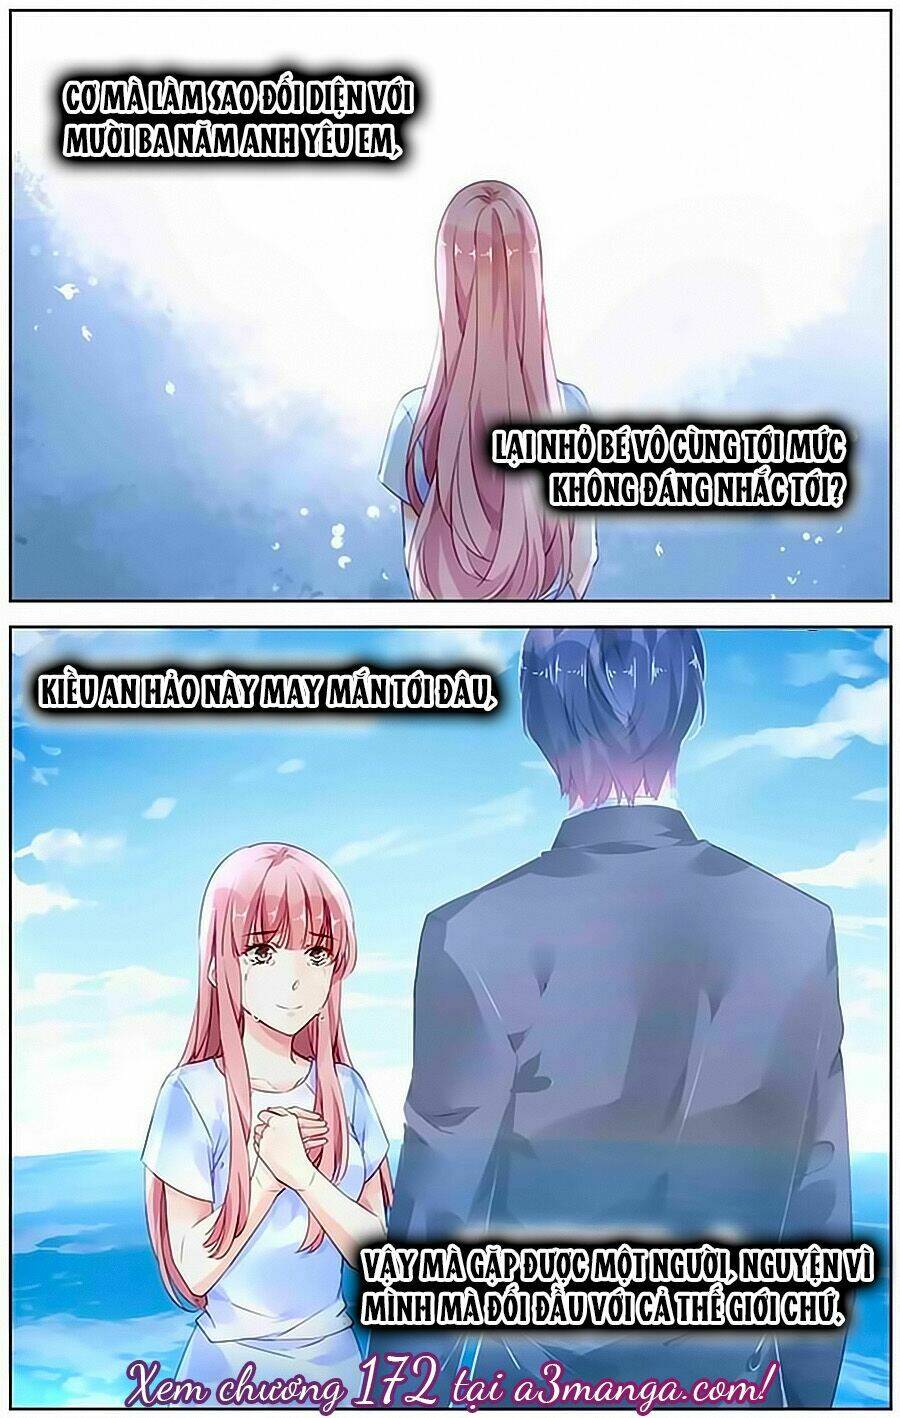 CƠ MÀ LÀM SAO ĐỐI DIỆN VỚI
MƯỜI BA NĂM ANH YÊU EM,
LẠI NHỎ BÉ VÔ CÙNG TỚI MỨC
KHÔNG ĐÁNG NHẮC TỚI?
KIỀU AN HẢO NÀY MAY MẮN TỚI ĐÂU,
VẬY MÀ GẶP ĐƯỢC MỘT NGƯỜI, NGUYỆN VÌ
MÌNH MÀ ĐỐI ĐẦU VỚI CẢ THẾ GIỚI CHỨ.
Xem chương 172 tại a3manga.com!